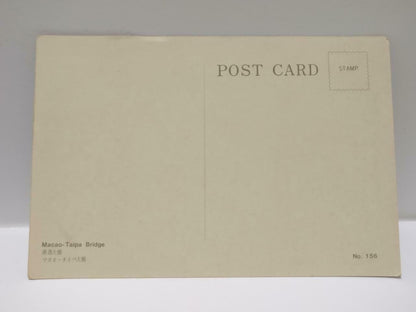 POST CARD
STAMP
Macao-Taipa Bridge
澳氹大橋
マカオ・タイパ大橋
No. 156